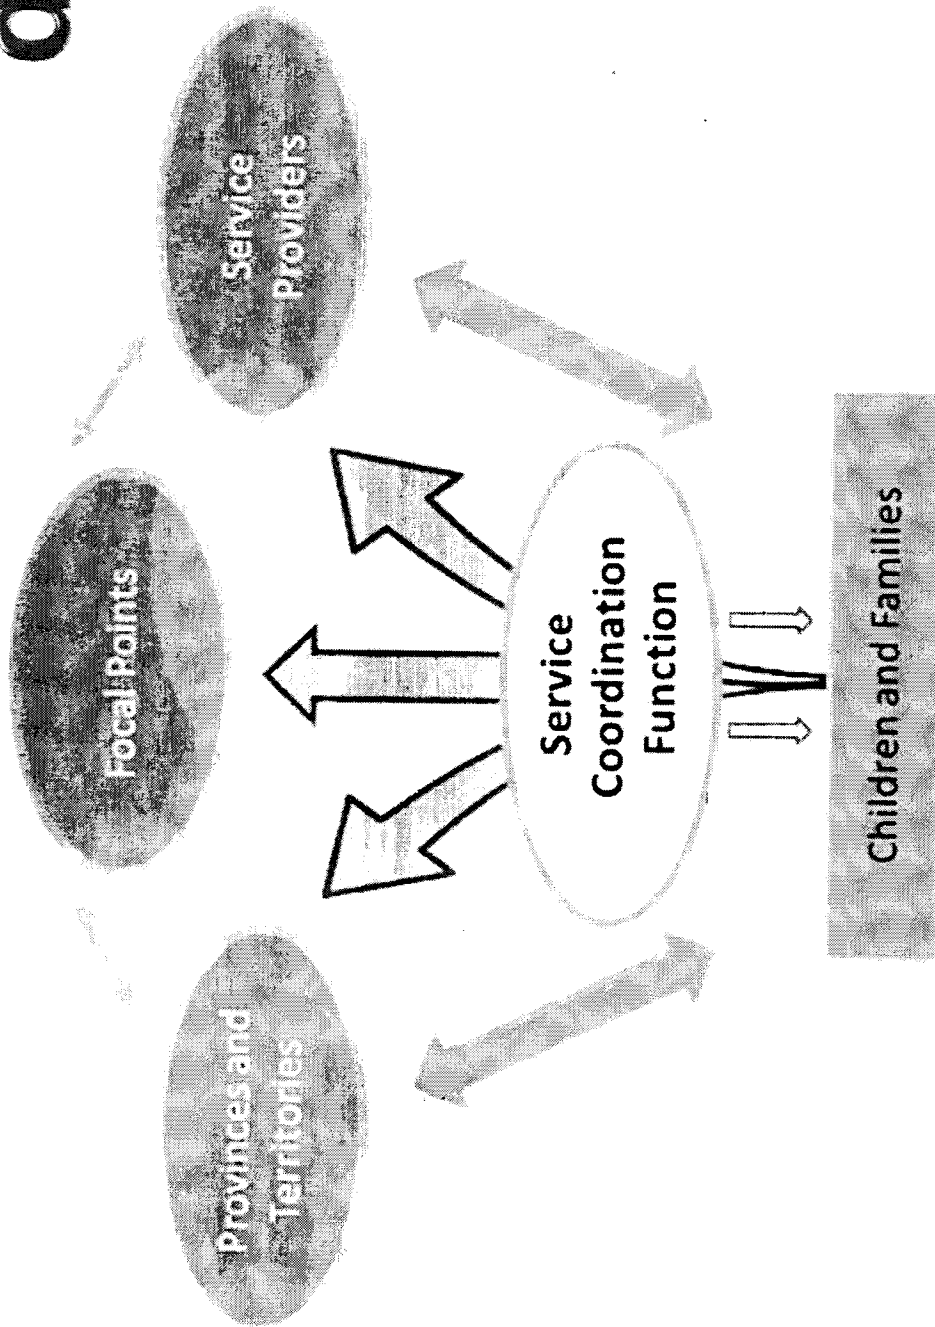 Provinces and
Territories
Focal Points
Service
Providers
Service
Coordination
Function
Children and Families